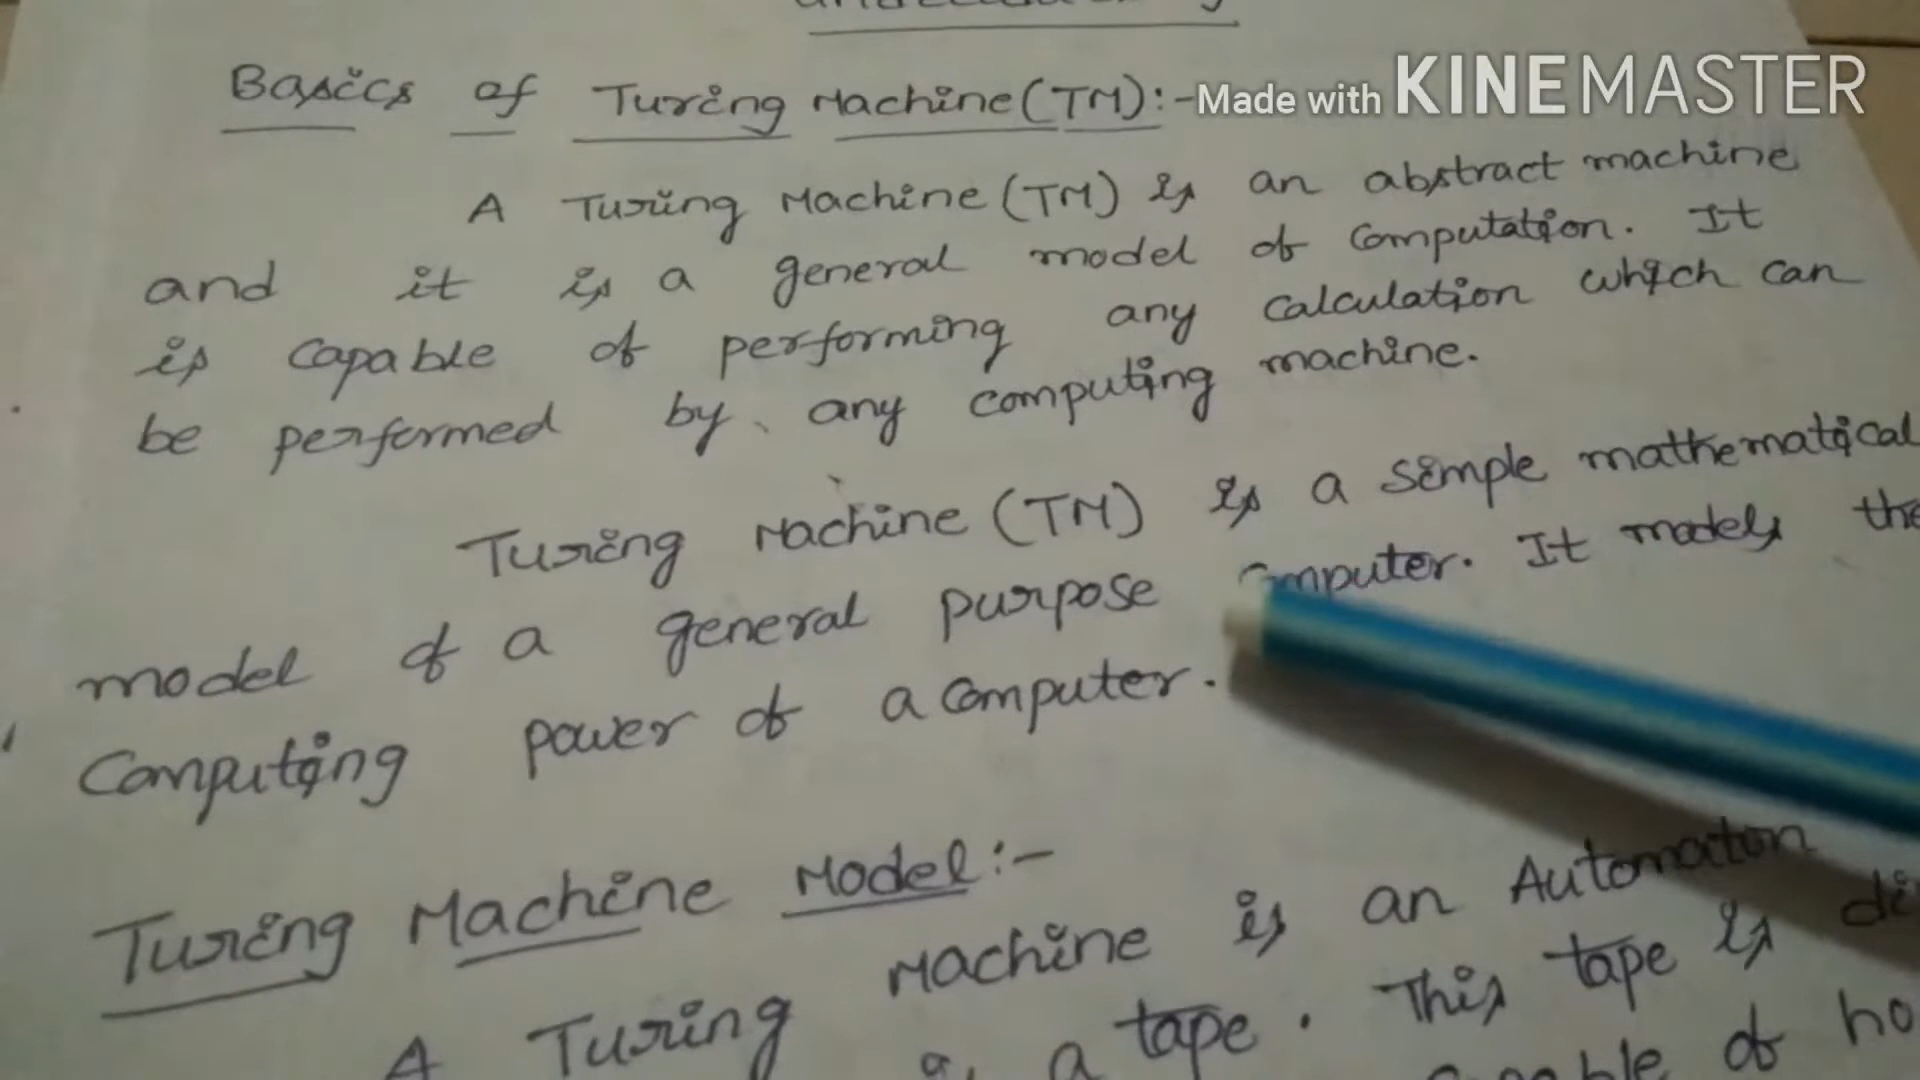 Basics of Turing Machine (TM):-
Made with KINEMASTER
A Turing Machine (TM) is an abstract machine
and it is a general model of computation. It
is capable of performing any calculation which can
be performed by any computing machine.
Turing Machine (TM) is a simple mathematical
model of a general purpose computer. It models the
computing power of a computer.
Turing Machine Model:-
A Turing Machine is an Automaton
a tape. This tape is
of